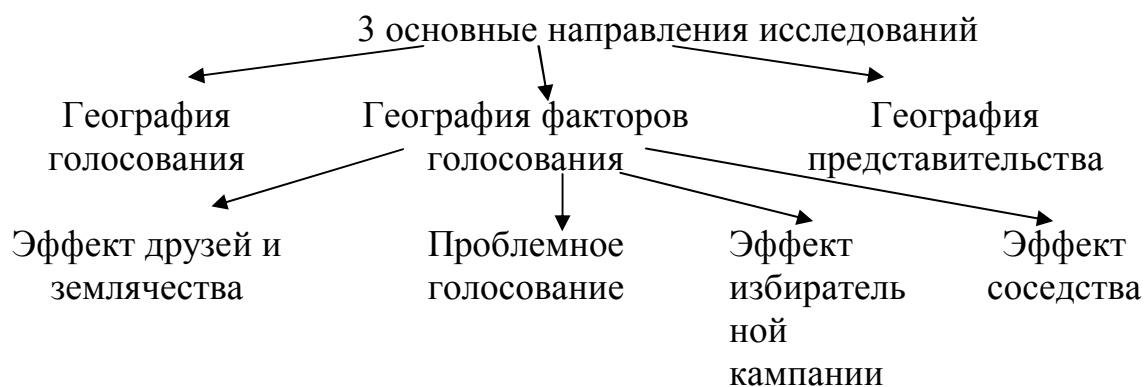 3 основные направления исследований
География
голосования
География факторов
голосования
География
представительства
Эффект друзей и
землячества
Проблемное
голосование
Эффект
избиратель
ной
кампании
Эффект
соседства